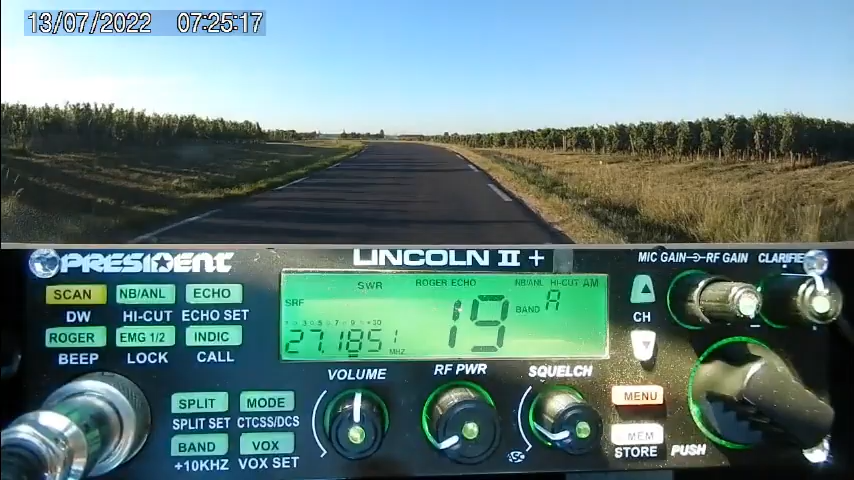 13/07/2022 07:25:17
PRESIDENT LINCOLN II + MIC GAIN RF GAIN CLARIFIE
SCAN NB/ANL ECHO
DW HI-CUT ECHO SET
ROGER EMG 1/2 INDIC
BEEP LOCK CALL
SWR ROGER ECHO NB/ANL HI-CUT AM
SRF BAND A
19
27.1851 MHZ
CH
VOLUME RF PWR SQUELCH
SPLIT MODE
SPLIT SET CTCSS/DCS
BAND VOX
+10KHZ VOX SET
ASC
MENU
MEM
STORE PUSH